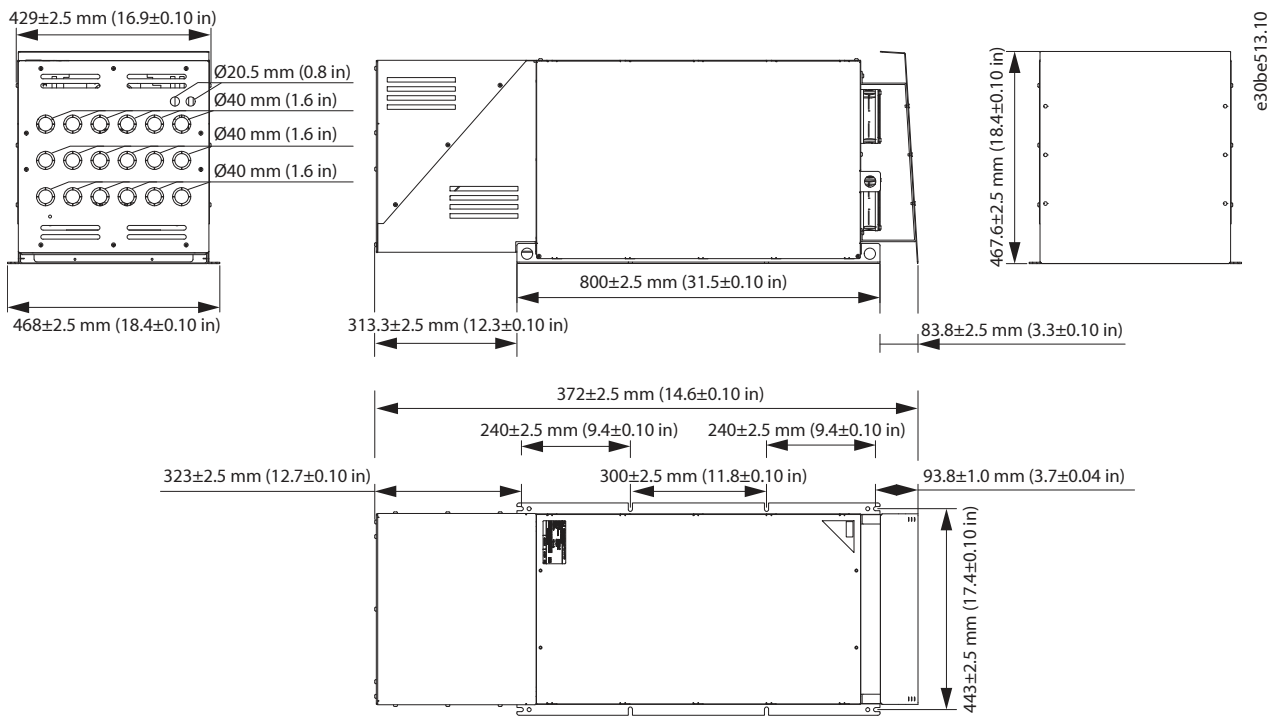 429±2.5 mm (16.9±0.10 in)
Ø20.5 mm (0.8 in)
Ø40 mm (1.6 in)
Ø40 mm (1.6 in)
Ø40 mm (1.6 in)
468±2.5 mm (18.4±0.10 in)
800±2.5 mm (31.5±0.10 in)
313.3±2.5 mm (12.3±0.10 in)
83.8±2.5 mm (3.3±0.10 in)
467.6±2.5 mm (18.4±0.10 in)
e30be513.10
372±2.5 mm (14.6±0.10 in)
240±2.5 mm (9.4±0.10 in)
240±2.5 mm (9.4±0.10 in)
323±2.5 mm (12.7±0.10 in)
300±2.5 mm (11.8±0.10 in)
93.8±1.0 mm (3.7±0.04 in)
443±2.5 mm (17.4±0.10 in)